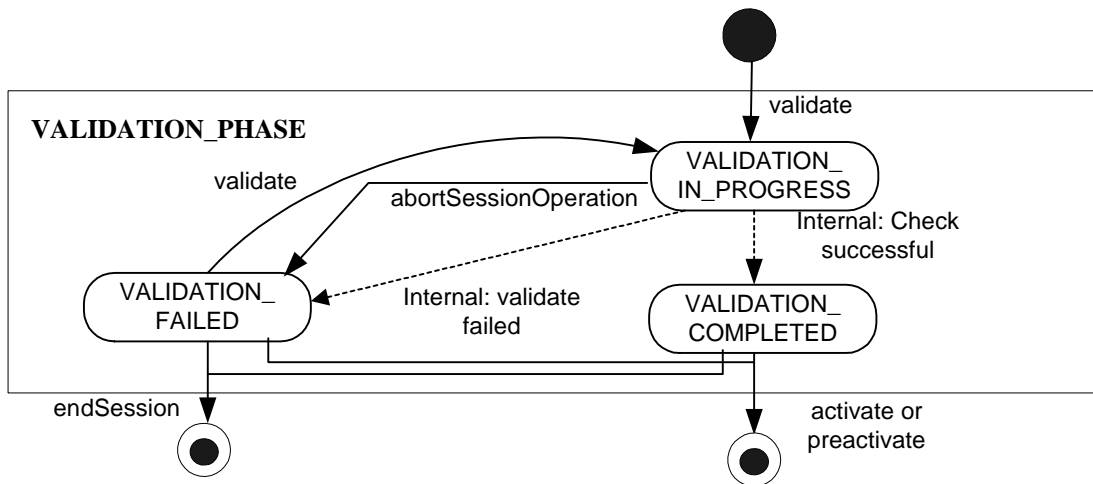 validate
VALIDATION_PHASE
VALIDATION_
IN_PROGRESS
validate
abortSessionOperation
Internal: Check
successful
VALIDATION_
FAILED
Internal: validate
failed
VALIDATION_
COMPLETED
endSession
activate or
preactivate